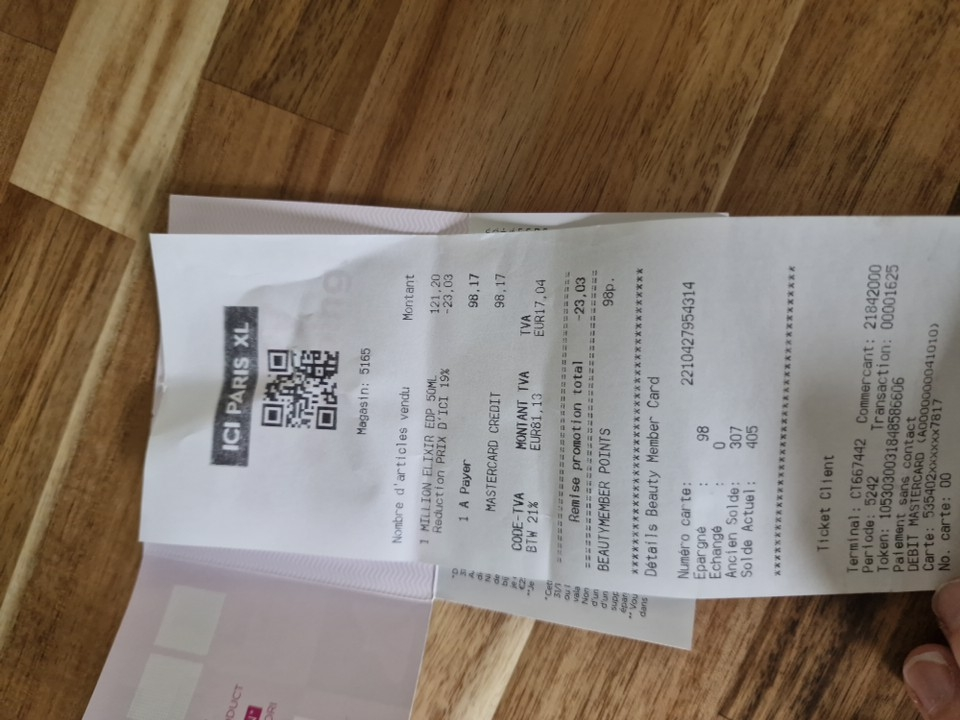 ICI PARIS XL
Magasin: 5165
Nombre d'articles vendu Montant
1 MILLION ELIXIR EDP 50ML 121,20
Reduction PRIX D'ICI 19% -23,03
1 A Payer 98,17
MASTERCARD CREDIT 98,17
CODE-TVA MONTANT TVA TVA
BTW 21% EUR81,13 EUR17,04
==============================
Remise promotion total -23,03
==============================
BEAUTYMEMBER POINTS 98p.
Détails Beauty Member Card
Numéro carte: 2210427954314
Epargné : 98
Echangé : 0
Ancien Solde: 307
Solde Actuel: 405
Ticket Client
Terminal: CT667442 Commercant: 21842000
Periode: 5242 Transaction: 00001625
Token: 1053030031848586606
Paiement sans contact
DEBIT MASTERCARD (A0000000041010)
Carte: 535402xxxxxx7817
No. carte: 00